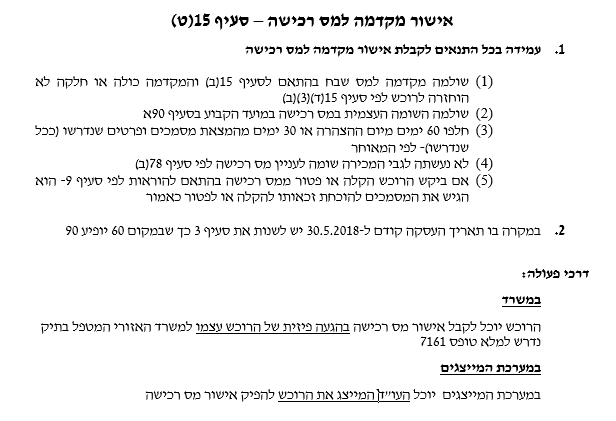 אישור מקדמה למס רכישה – סעיף 15(ט)
1. עמידה בכל התנאים לקבלת אישור מקדמה למס רכישה
(1) שולמה מקדמה למס שבח בהתאם לסעיף 15(ב) והמקדמה כולה או חלקה לא
הוחזרה לרוכש לפי סעיף 15(ד)(3)(ב)
(2) שולמה השומה העצמית במס רכישה במועד הקבוע בסעיף 90א
(3) חלפו 60 ימים מיום ההצהרה או 30 ימים מהמצאת מסמכים ופרטים שנדרשו (ככל
שנדרשו)- לפי המאוחר
(4) לא נעשתה לגבי המכירה שומה לעניין מס רכישה לפי סעיף 78(ב)
(5) אם ביקש הרוכש הקלה או פטור ממס רכישה בהתאם להוראות לפי סעיף 9- הוא
הגיש את המסמכים להוכחת זכאותו להקלה או לפטור כאמור
2. במקרה בו תאריך העסקה קודם ל-30.5.2018 יש לשנות את סעיף 3 כך שבמקום 60 יופיע 90
דרכי פעולה:
במשרד
הרוכש יוכל לקבל אישור מס רכישה בהגעה פיזית של הרוכש עצמו למשרד האזורי המטפל בתיק
נדרש למלא טופס 7161
במערכת המייצגים
במערכת המייצגים יוכל העו"ד המייצג את הרוכש להפיק אישור מס רכישה